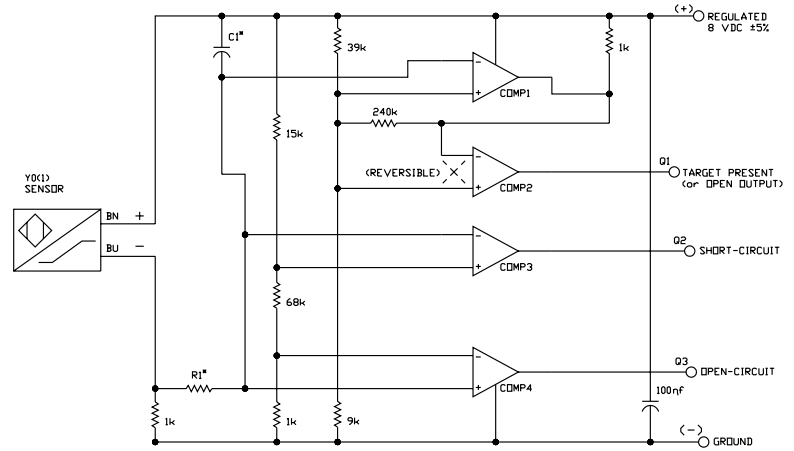 (+) REGULATED
8 VDC ±5%
C1*
39k
1k
-
+
COMP1
240k
15k
Q1
(REVERSIBLE)
-
+
COMP2
TARGET PRESENT
(or OPEN OUTPUT)
Y0(1)
SENSOR
BN +
BU -
Q2
-
+
COMP3
SHORT-CIRCUIT
68k
Q3
-
+
COMP4
OPEN-CIRCUIT
R1*
100nf
1k
1k
9k
(-) GROUND